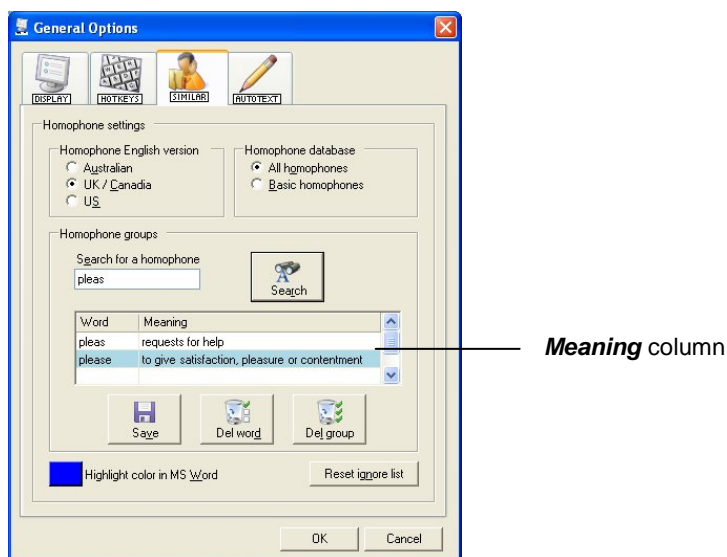 General Options
DISPLAY HOTKEYS SIMILAR AUTOTEXT
Homophone settings
Homophone English version
Australian
UK / Canadia
US
Homophone database
All homophones
Basic homophones
Homophone groups
Search for a homophone
pleas
Search
Word Meaning
pleas requests for help
please to give satisfaction, pleasure or contentment
Meaning column
Save Del word Del group
Highlight color in MS Word Reset ignore list
OK Cancel